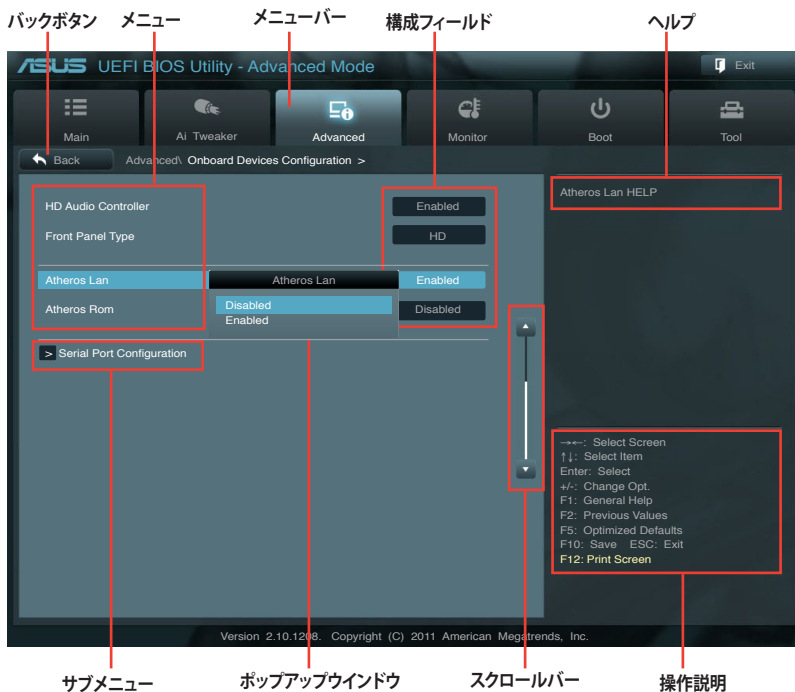 バックボタン メニュー メニューバー 構成フィールド ヘルプ
ASUS UEFI BIOS Utility - Advanced Mode Exit
Main Ai Tweaker Advanced Monitor Boot Tool
Back Advanced\ Onboard Devices Configuration >
Atheros Lan HELP
HD Audio Controller Enabled
Front Panel Type HD
Atheros Lan Atheros Lan Enabled
Atheros Rom Disabled Disabled
Enabled
> Serial Port Configuration
→←: Select Screen
↑↓: Select Item
Enter: Select
+/-: Change Opt.
F1: General Help
F2: Previous Values
F5: Optimized Defaults
F10: Save ESC: Exit
F12: Print Screen
Version 2.10.1208. Copyright (C) 2011 American Megatrends, Inc.
サブメニュー ポップアップウインドウ スクロールバー 操作説明